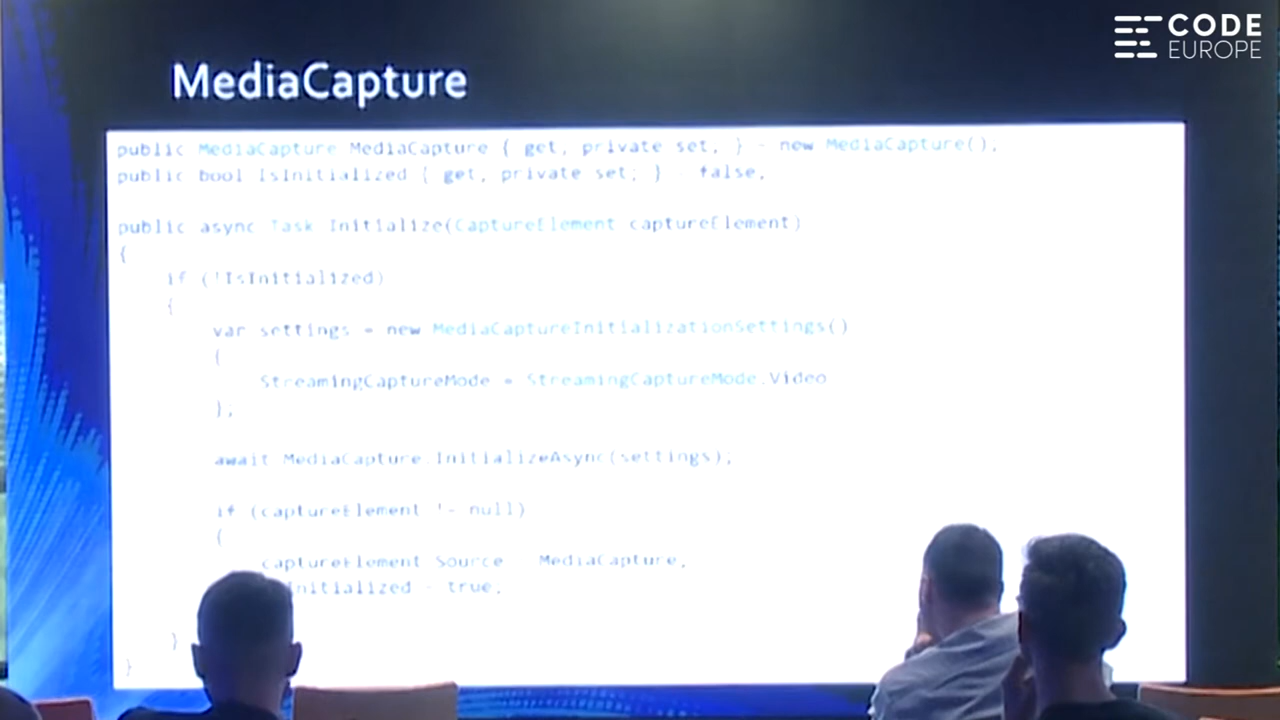 CODE
EUROPE
MediaCapture
public MediaCapture MediaCapture { get; private set; } = new MediaCapture();
public bool IsInitialized { get; private set; } = false;
public async Task Initialize(CaptureElement captureElement)
{
if (!IsInitialized)
{
var settings = new MediaCaptureInitializationSettings()
{
StreamingCaptureMode = StreamingCaptureMode.Video
};
await MediaCapture.InitializeAsync(settings);
if (captureElement != null)
{
captureElement.Source = MediaCapture;
Initialized = true;
}
}